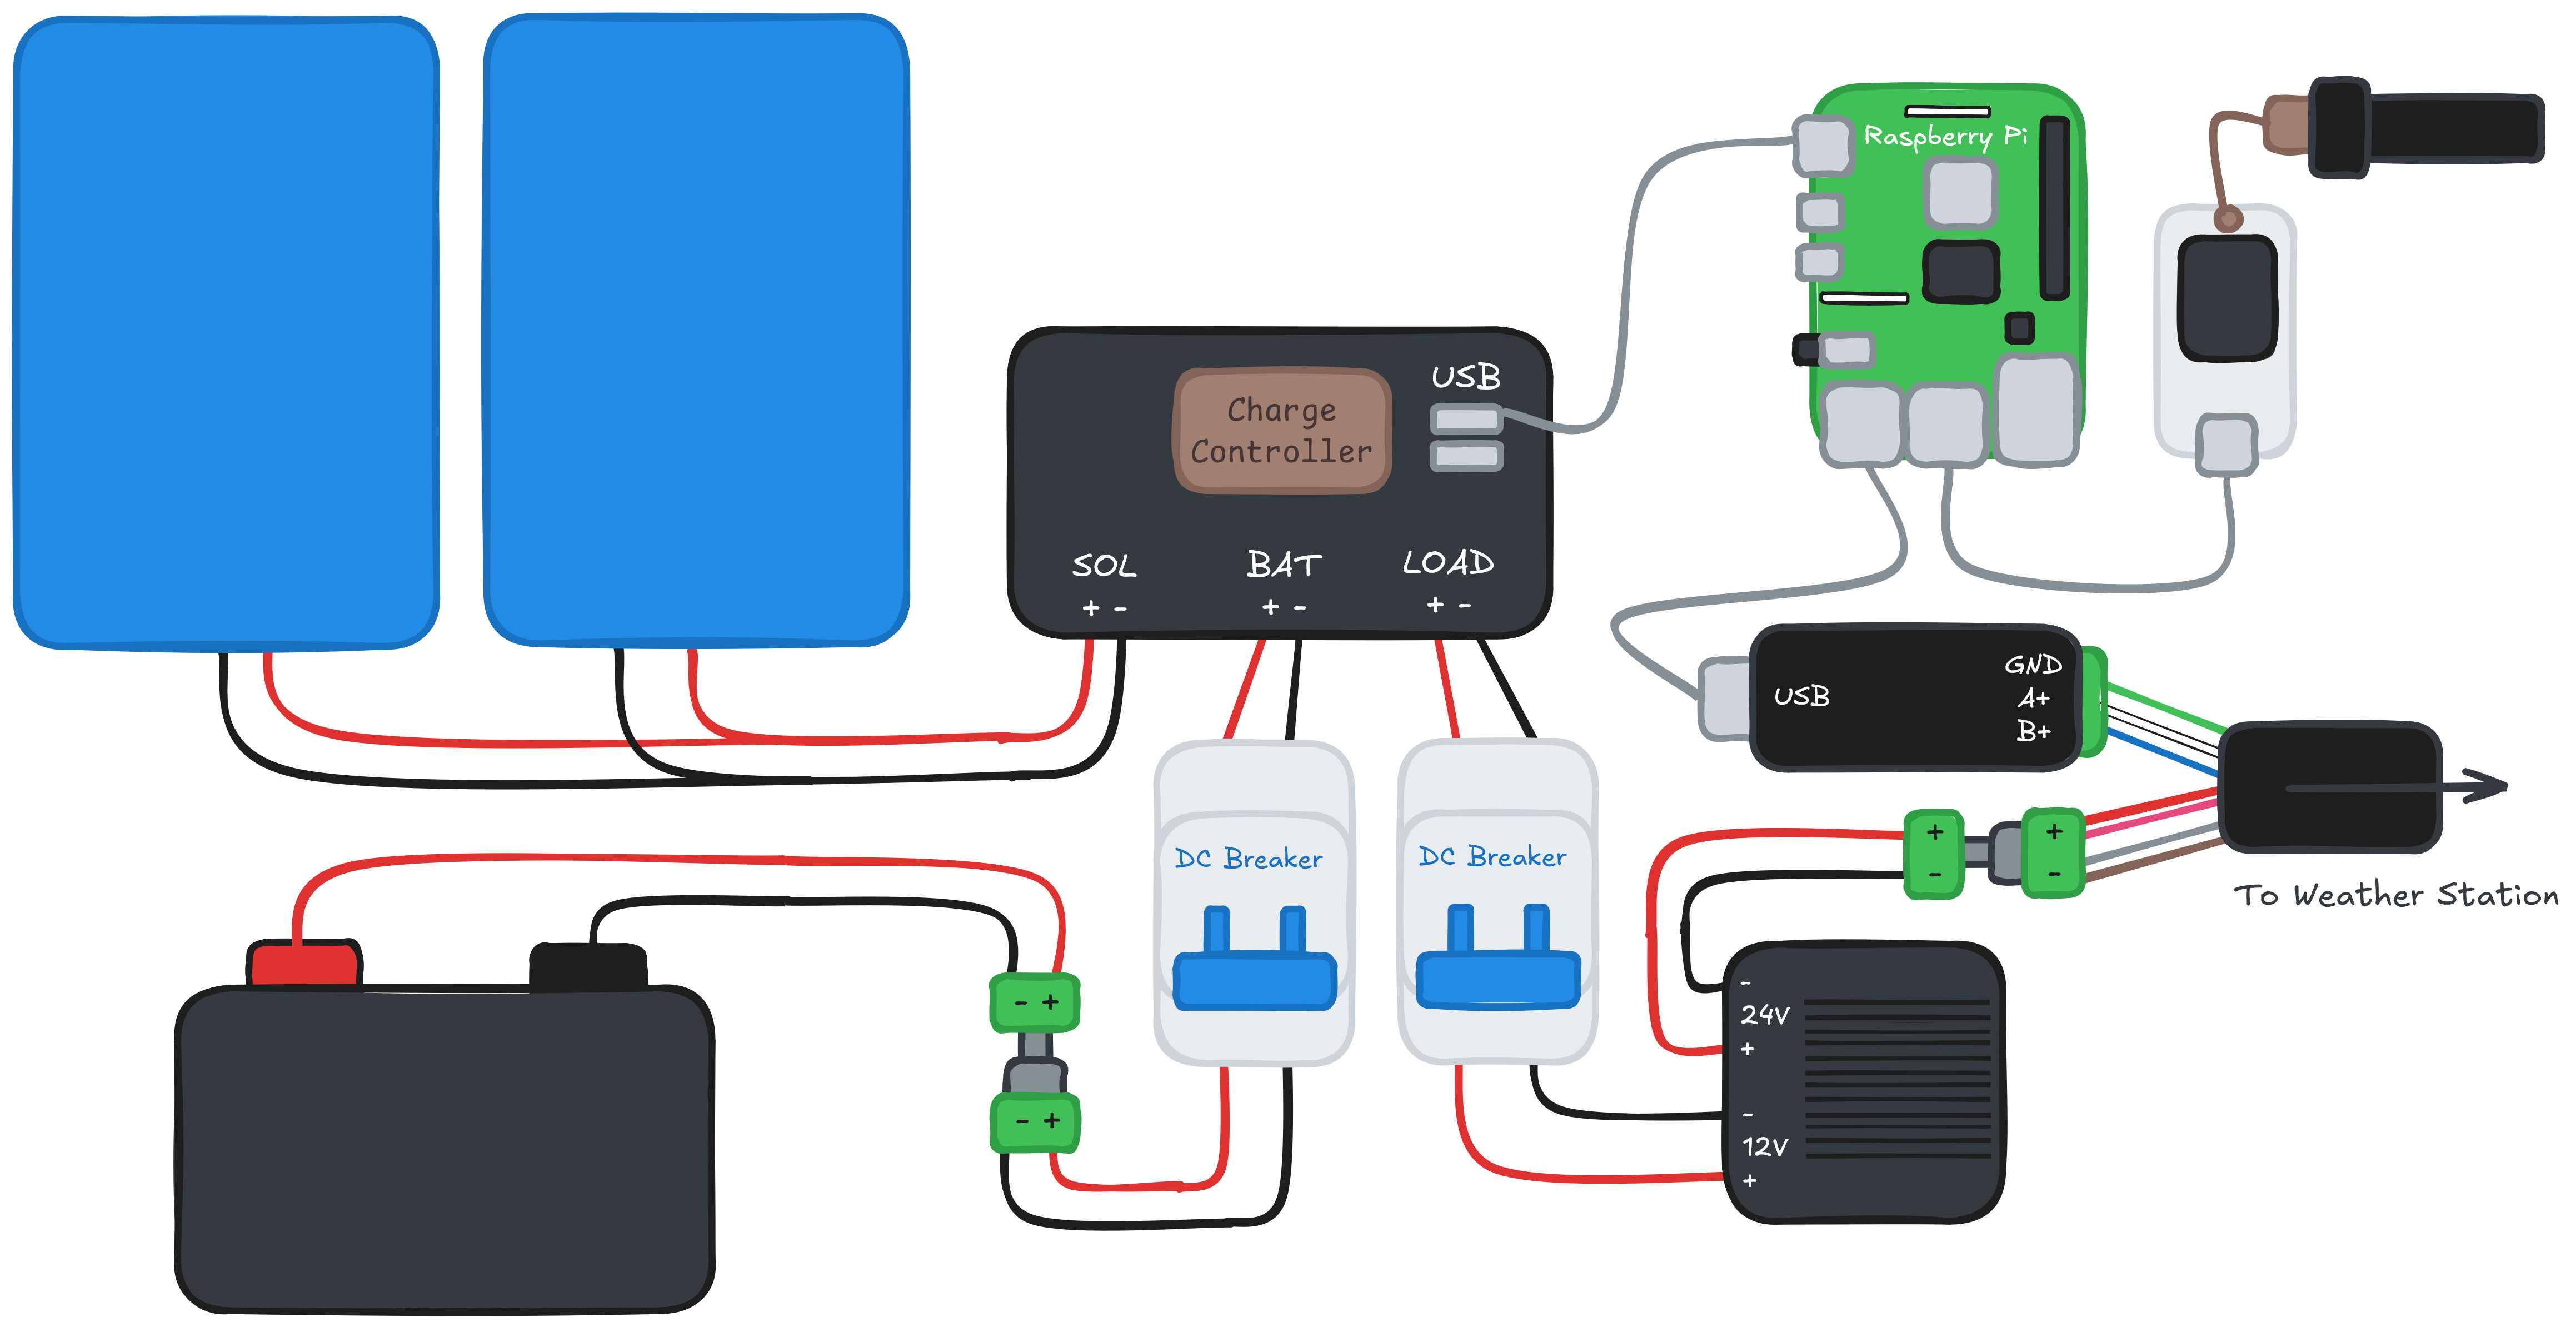 Raspberry Pi
USB
Charge
Controller
SOL
BAT
LOAD
+ -
+ -
+ -
USB
GND
A+
B+
DC Breaker
DC Breaker
+
-
+
-
To Weather Station
- +
- +
-
24V
+
-
12V
+